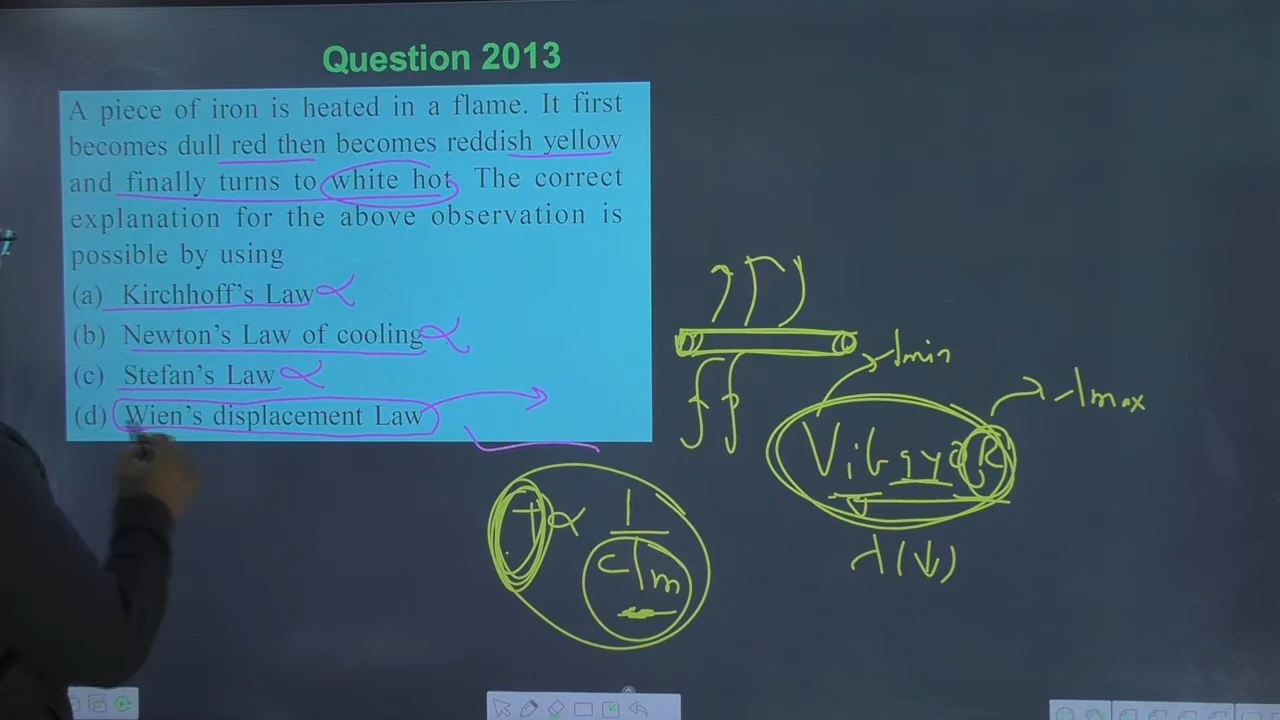 Question 2013
A piece of iron is heated in a flame. It first
becomes dull red then becomes reddish yellow
and finally turns to white hot. The correct
explanation for the above observation is
possible by using
(a) Kirchhoff's Law
(b) Newton's Law of cooling
(c) Stefan's Law
(d) Wien's displacement Law
λmin
λmax
VibgyoR
λ(↓)
T ∝ 1
λm